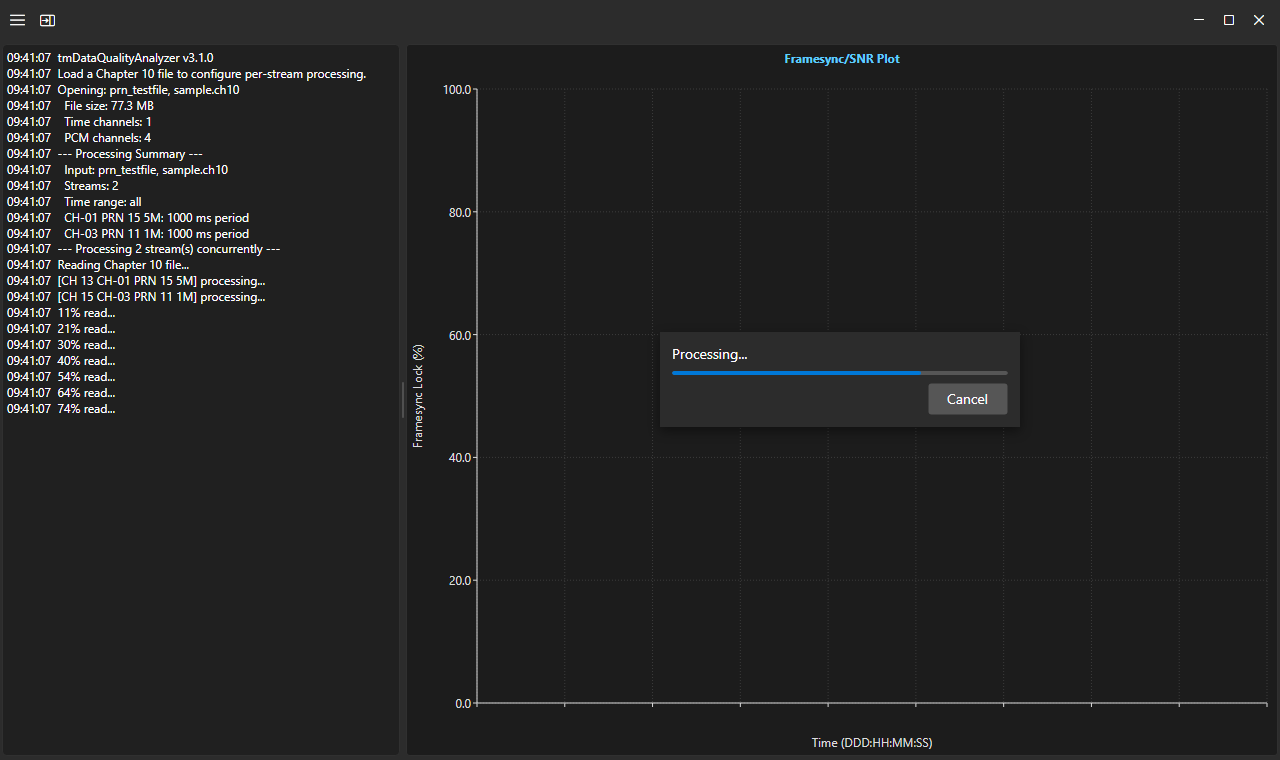 09:41:07 tmDataQualityAnalyzer v3.1.0
09:41:07 Load a Chapter 10 file to configure per-stream processing.
09:41:07 Opening: prn_testfile, sample.ch10
09:41:07 File size: 77.3 MB
09:41:07 Time channels: 1
09:41:07 PCM channels: 4
09:41:07 --- Processing Summary ---
09:41:07 Input: prn_testfile, sample.ch10
09:41:07 Streams: 2
09:41:07 Time range: all
09:41:07 CH-01 PRN 15 5M: 1000 ms period
09:41:07 CH-03 PRN 11 1M: 1000 ms period
09:41:07 --- Processing 2 stream(s) concurrently ---
09:41:07 Reading Chapter 10 file...
09:41:07 [CH 13 CH-01 PRN 15 5M] processing...
09:41:07 [CH 15 CH-03 PRN 11 1M] processing...
09:41:07 11% read...
09:41:07 21% read...
09:41:07 30% read...
09:41:07 40% read...
09:41:07 54% read...
09:41:07 64% read...
09:41:07 74% read...
Framesync/SNR Plot
100.0
80.0
60.0
40.0
20.0
0.0
Framesync Lock (%)
Time (DDD:HH:MM:SS)
Processing...
Cancel